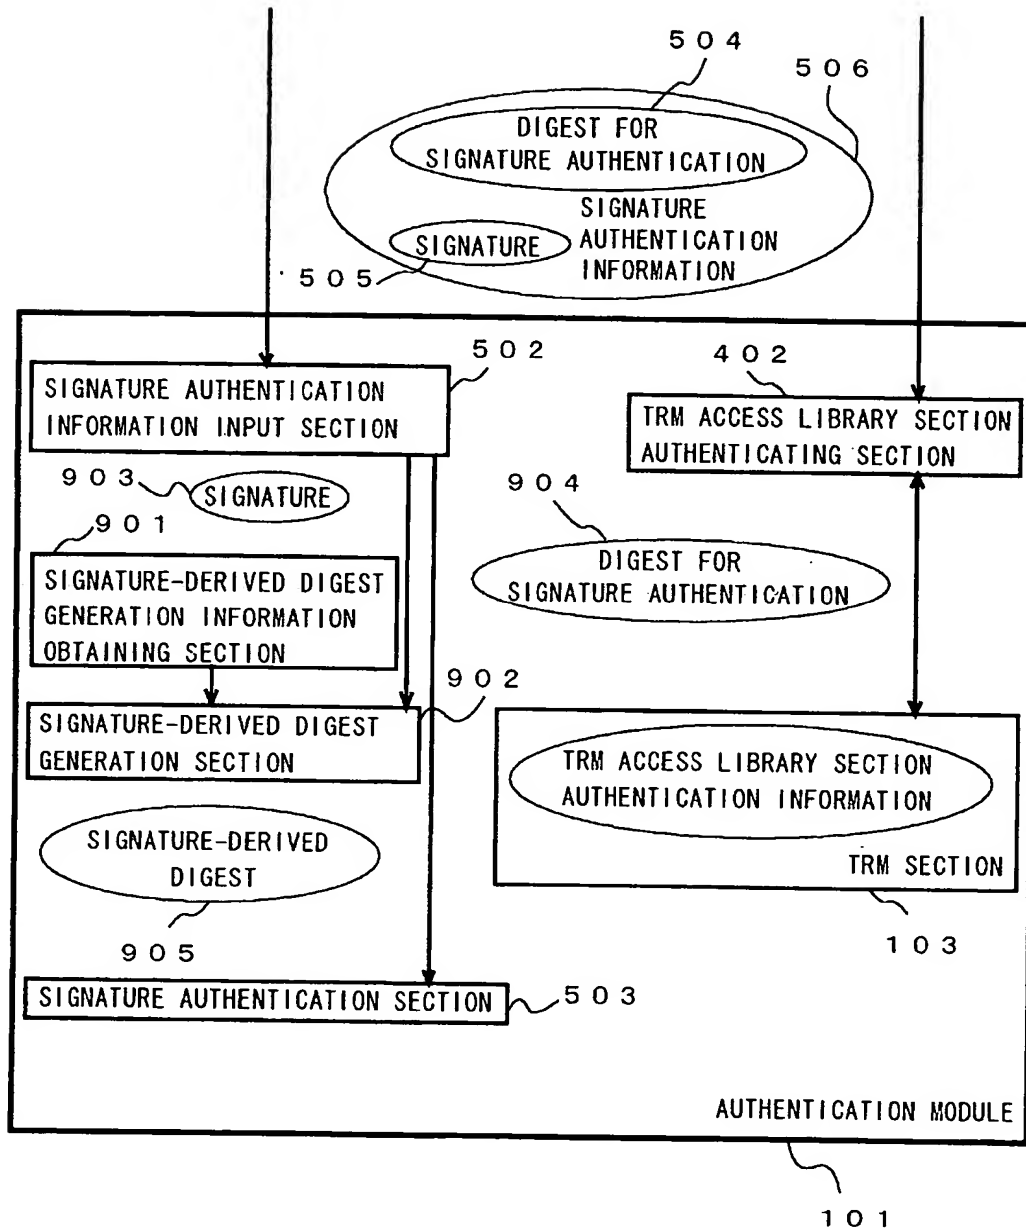 504
506
DIGEST FOR
SIGNATURE AUTHENTICATION
SIGNATURE
AUTHENTICATION
INFORMATION
SIGNATURE
505
502
SIGNATURE AUTHENTICATION
INFORMATION INPUT SECTION
402
TRM ACCESS LIBRARY SECTION
AUTHENTICATING SECTION
903
SIGNATURE
904
DIGEST FOR
SIGNATURE AUTHENTICATION
901
SIGNATURE-DERIVED DIGEST
GENERATION INFORMATION
OBTAINING SECTION
902
SIGNATURE-DERIVED DIGEST
GENERATION SECTION
TRM ACCESS LIBRARY SECTION
AUTHENTICATION INFORMATION
TRM SECTION
103
SIGNATURE-DERIVED
DIGEST
905
SIGNATURE AUTHENTICATION SECTION
503
AUTHENTICATION MODULE
101